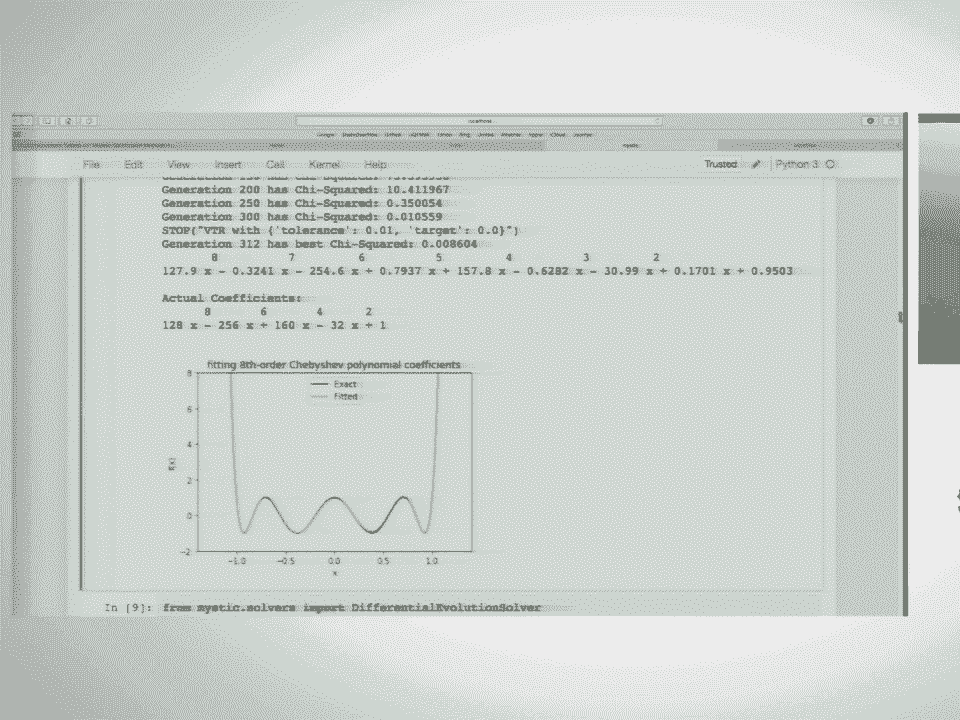 File Edit View Insert Cell Kernel Help Trusted Python 3
Generation 200 has Chi-Squared: 10.411967
Generation 250 has Chi-Squared: 0.350054
Generation 300 has Chi-Squared: 0.010559
STOP("VTR with {'tolerance': 0.01, 'target': 0.0}")
Generation 312 has best Chi-Squared: 0.008604
8 7 6 5 4 3 2
127.9 x - 0.3241 x - 254.6 x + 0.7937 x + 157.8 x - 0.6282 x - 30.99 x + 0.1701 x + 0.9503
Actual Coefficients:
8 6 4 2
128 x - 256 x + 160 x - 32 x + 1
fitting 8th-order Chebyshev polynomial coefficients
8
Exact
Fitted
6
4
2
0
-2
f(x)
-1.0 -0.5 0.0 0.5 1.0
x
In [9]: from mystic.solvers import DifferentialEvolutionSolver